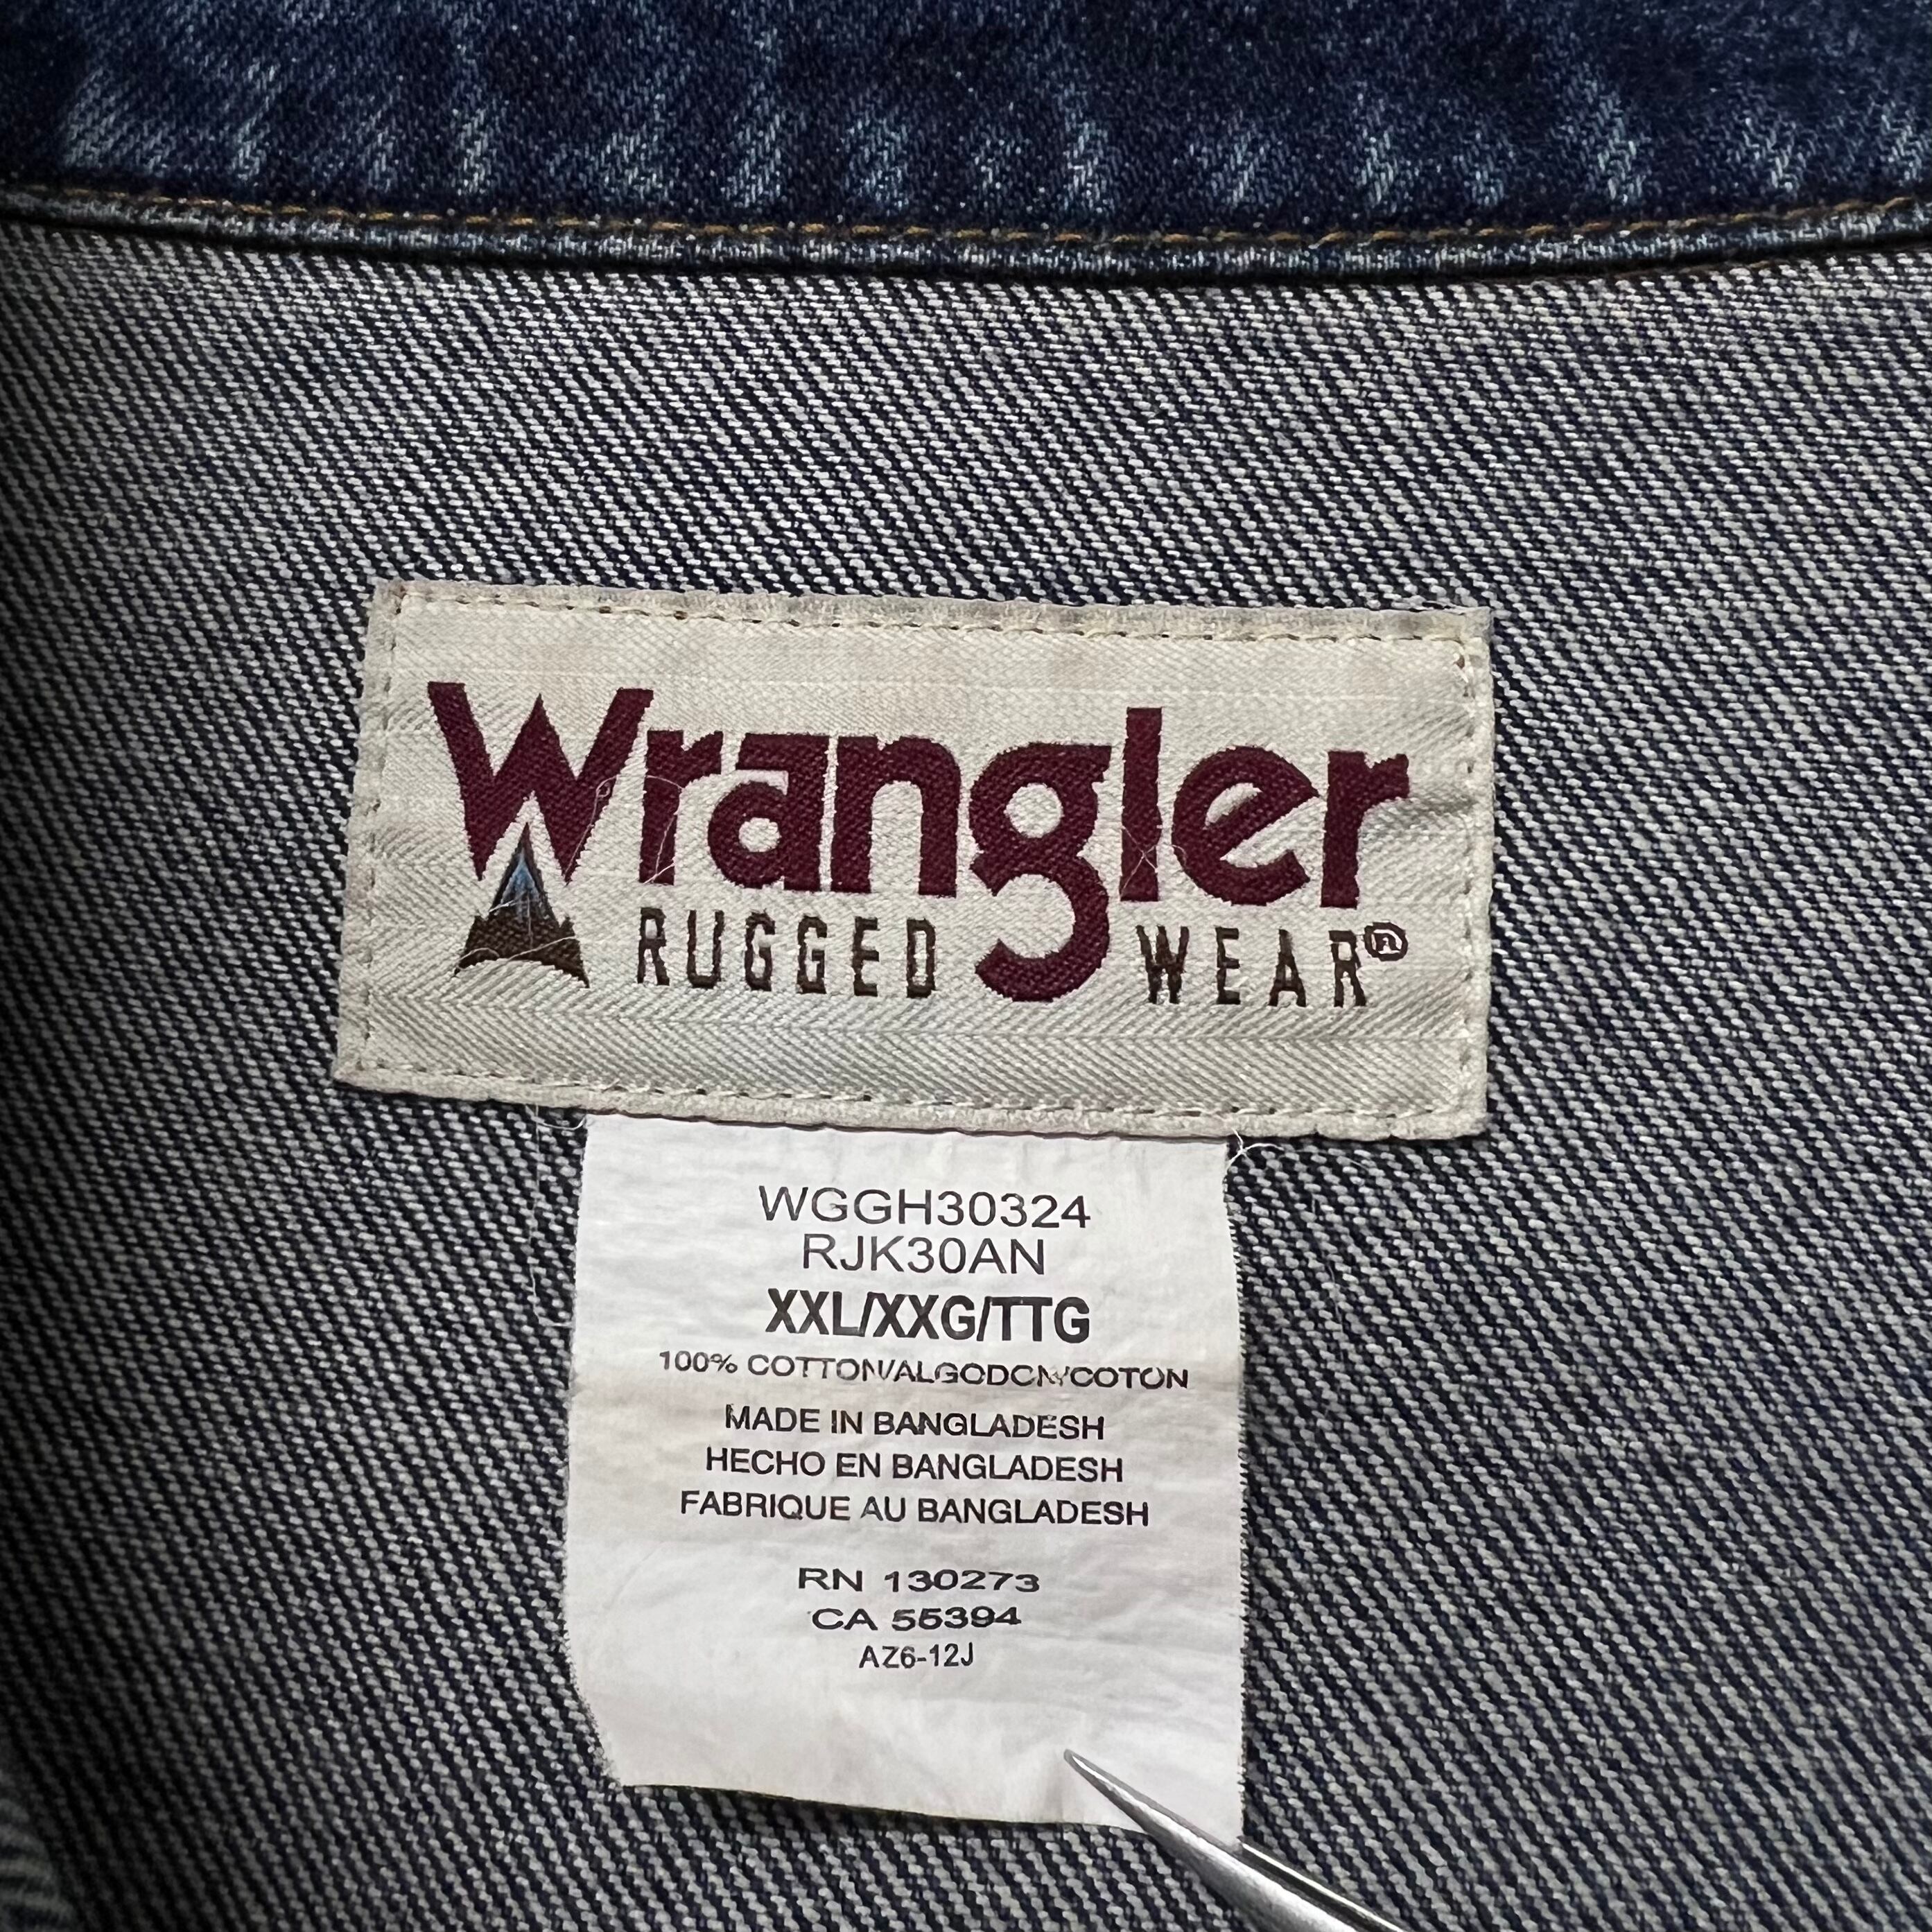 Wrangler
RUGGED WEAR®
WGGH30324
RJK30AN
XXL/XXG/TTG
100% COTTON/ALGODON/COTON
MADE IN BANGLADESH
HECHO EN BANGLADESH
FABRIQUE AU BANGLADESH
RN 130273
CA 55394
AZ6-12J